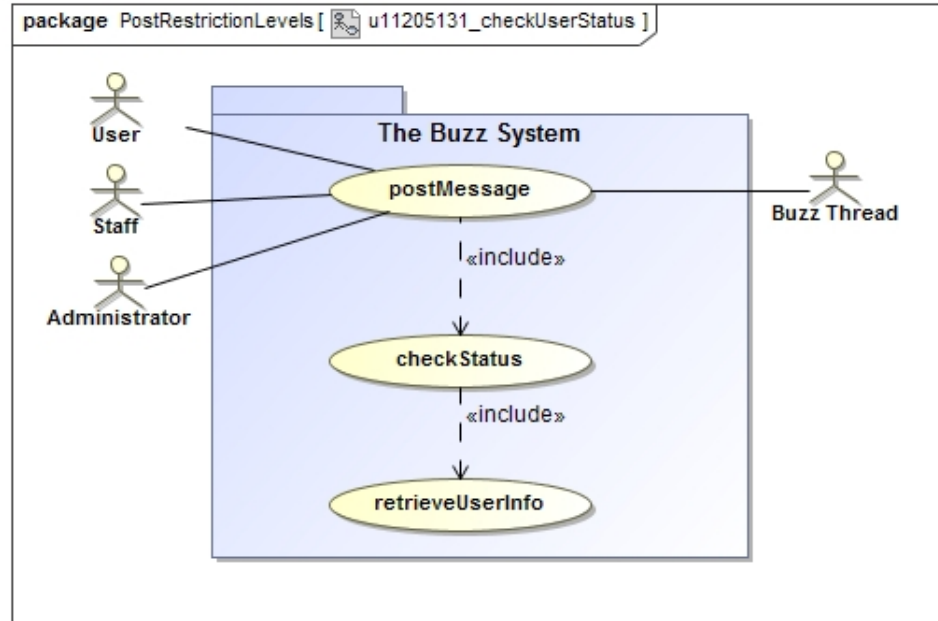 package PostRestrictionLevels [ u11205131_checkUserStatus ]
User
The Buzz System
postMessage
Staff
Buzz Thread
«include»
Administrator
checkStatus
«include»
retrieveUserInfo